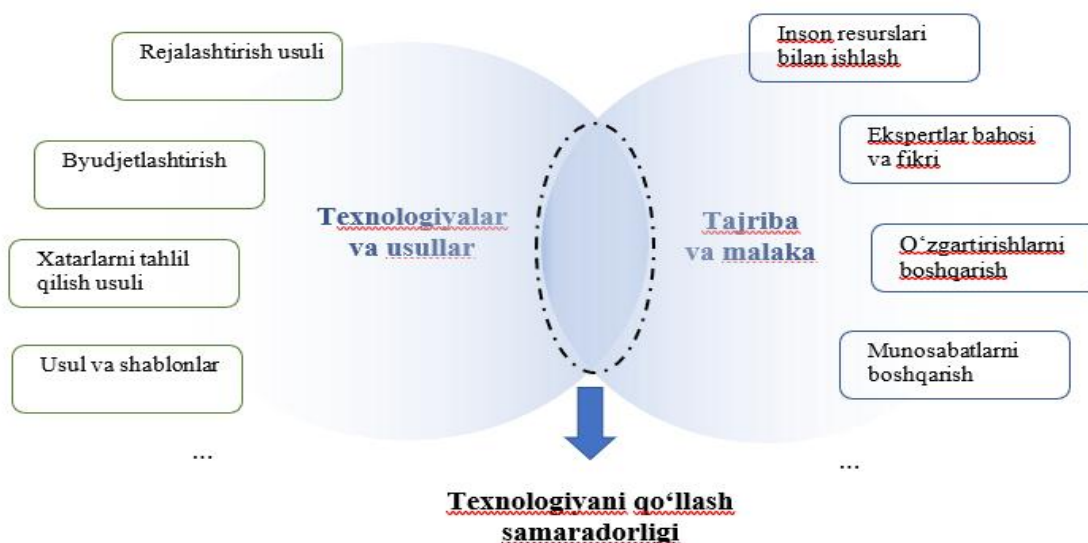 Rejalashtirish usuli
Byudjetlashtirish
Xatarlarni tahlil
qilish usuli
Usul va shablonlar
...
Texnologiyalar
va usullar
Tajriba
va malaka
Inson resurslari
bilan ishlash
Ekspertlar bahosi
va fikri
O‘zgartirishlarni
boshqarish
Munosabatlarni
boshqarish
...
Texnologiyani qo‘llash
samaradorligi